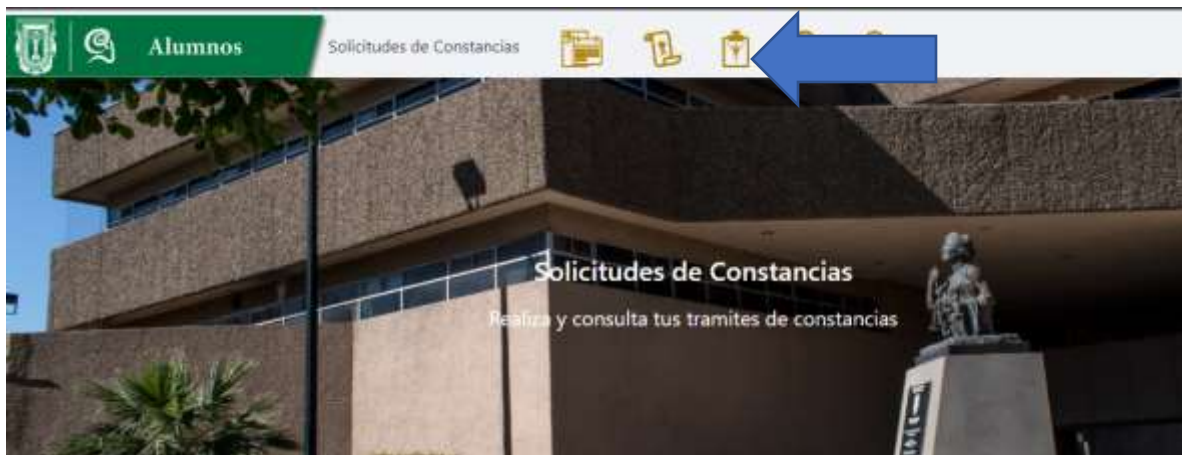 Alumnos
Solicitudes de Constancias
Solicitudes de Constancias
Realiza y consulta tus tramites de constancias